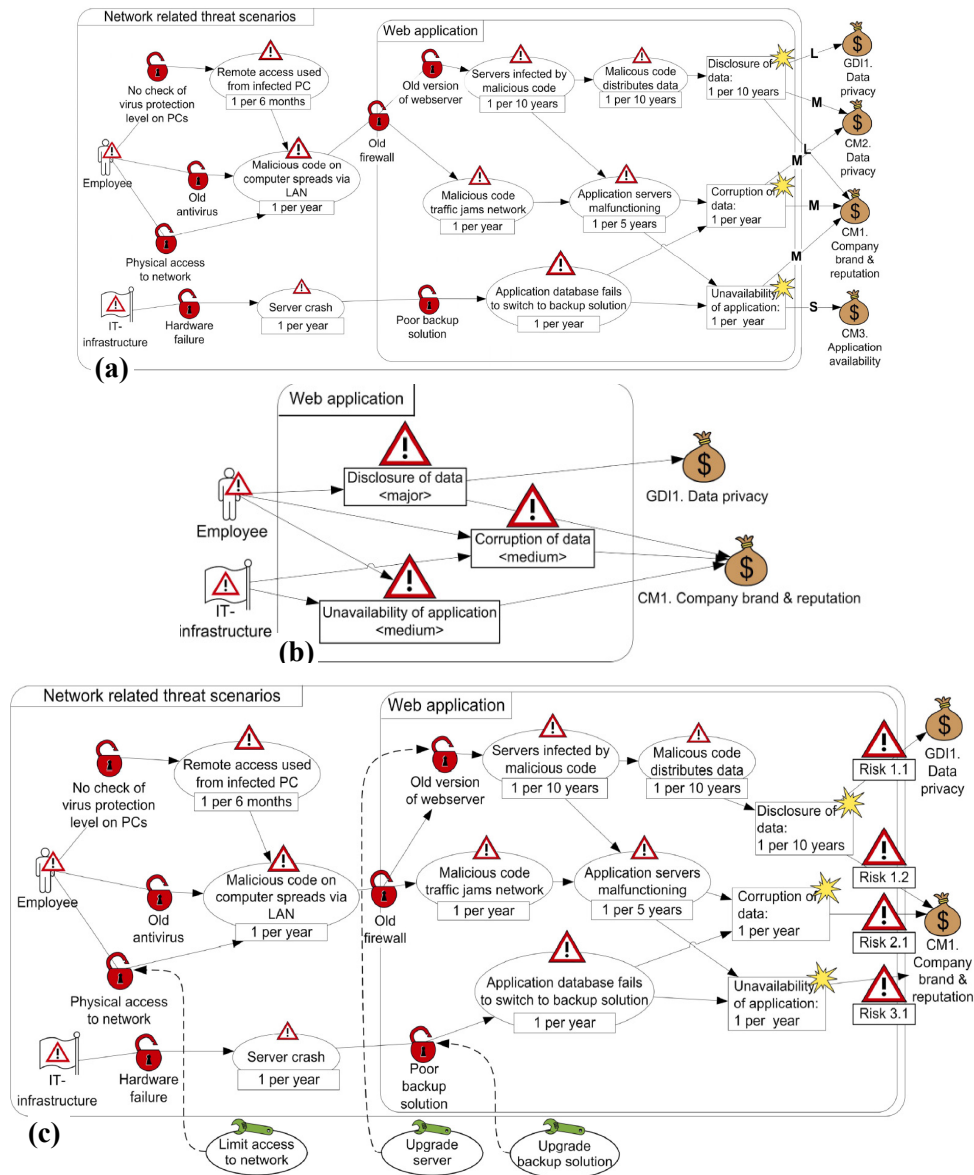 Network related threat scenarios
Web application
Remote access used
from infected PC
1 per 6 months
No check of
virus protection
level on PCs
Old version
of webserver
Servers infected by
malicious code
1 per 10 years
Malicous code
distributes data
1 per 10 years
Disclosure of
data:
1 per 10 years
L
GDI1.
Data
privacy
M
CM2.
Data
privacy
L
M
Employee
Old
antivirus
Malicious code on
computer spreads via
LAN
1 per year
Old
firewall
Malicious code
traffic jams network
1 per year
Application servers
malfunctioning
1 per 5 years
Corruption of
data:
1 per year
M
CM1.
Company
brand &
reputation
M
Physical access
to network
IT-
infrastructure
Hardware
failure
Server crash
1 per year
Poor backup
solution
Application database fails
to switch to backup solution
1 per year
Unavailability
of application:
1 per year
S
CM3.
Application
availability
(a)
Web application
Employee
Disclosure of data
<major>
GDI1. Data privacy
Corruption of data
<medium>
CM1. Company brand & reputation
IT-
infrastructure
Unavailability of application
<medium>
(b)
Network related threat scenarios
Web application
No check of
virus protection
level on PCs
Remote access used
from infected PC
1 per 6 months
Old version
of webserver
Servers infected by
malicious code
1 per 10 years
Malicous code
distributes data
1 per 10 years
Disclosure of
data:
1 per 10 years
Risk 1.1
GDI1.
Data
privacy
Risk 1.2
Employee
Old
antivirus
Malicious code on
computer spreads via
LAN
1 per year
Old
firewall
Malicious code
traffic jams network
1 per year
Application servers
malfunctioning
1 per 5 years
Corruption of
data:
1 per year
Risk 2.1
CM1.
Company
brand &
reputation
Physical access
to network
Application database fails
to switch to backup solution
1 per year
Unavailability
of application:
1 per year
Risk 3.1
IT-
infrastructure
Hardware
failure
Server crash
1 per year
Poor
backup
solution
(c)
Limit access
to network
Upgrade
server
Upgrade
backup solution